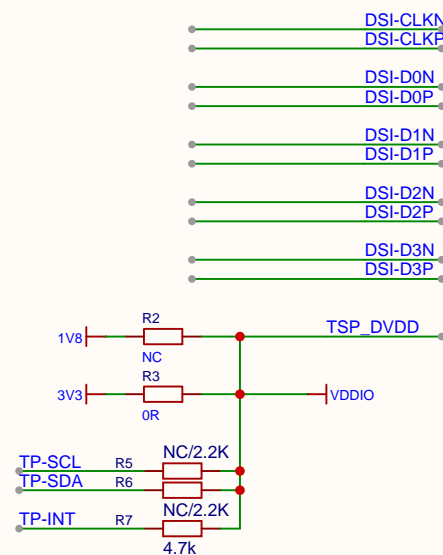 DSI-CLKN
DSI-CLKP
DSI-D0N
DSI-D0P
DSI-D1N
DSI-D1P
DSI-D2N
DSI-D2P
DSI-D3N
DSI-D3P
R2
TSP_DVDD
1V8
NC
R3
3V3
VDDIO
0R
NC/2.2K
TP-SCL
R5
TP-SDA
R6
NC/2.2K
TP-INT
R7
4.7k